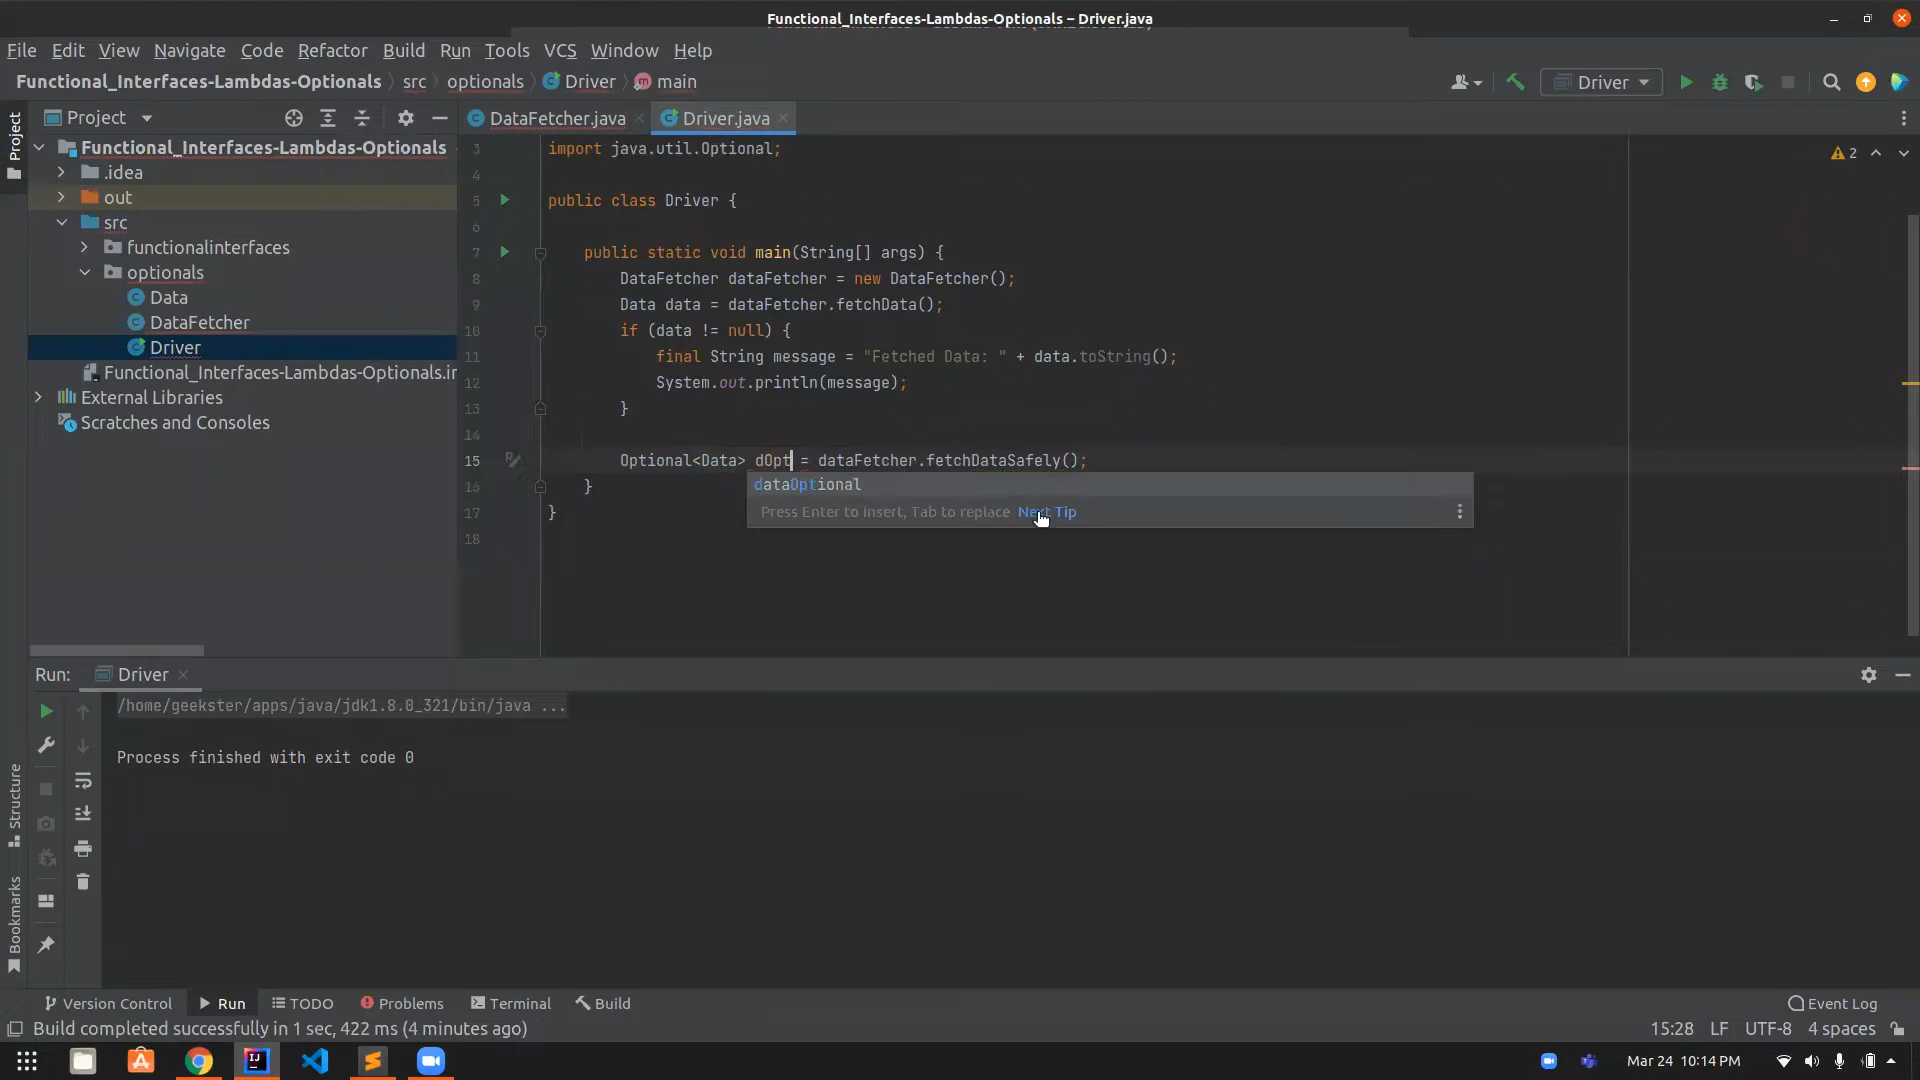 Functional_Interfaces-Lambdas-Optionals – Driver.java
File Edit View Navigate Code Refactor Build Run Tools VCS Window Help
Functional_Interfaces-Lambdas-Optionals src optionals Driver main
Driver
Project
DataFetcher.java
Driver.java
Project
Functional_Interfaces-Lambdas-Optionals
.idea
out
src
functionalinterfaces
optionals
Data
DataFetcher
Driver
Functional_Interfaces-Lambdas-Optionals.ir
External Libraries
Scratches and Consoles
3 import java.util.Optional;
4
5 public class Driver {
6
7 public static void main(String[] args) {
8 DataFetcher dataFetcher = new DataFetcher();
9 Data data = dataFetcher.fetchData();
10 if (data != null) {
11 final String message = "Fetched Data: " + data.toString();
12 System.out.println(message);
13 }
14
15 Optional<Data> dOpt = dataFetcher.fetchDataSafely();
dataOptional
16 }
Press Enter to insert, Tab to replace Next Tip
17 }
18
2
Run: Driver
/home/geekster/apps/java/jdk1.8.0_321/bin/java ...
Process finished with exit code 0
Structure
Bookmarks
Version Control Run TODO Problems Terminal Build Event Log
Build completed successfully in 1 sec, 422 ms (4 minutes ago) 15:28 LF UTF-8 4 spaces
Mar 24 10:14 PM